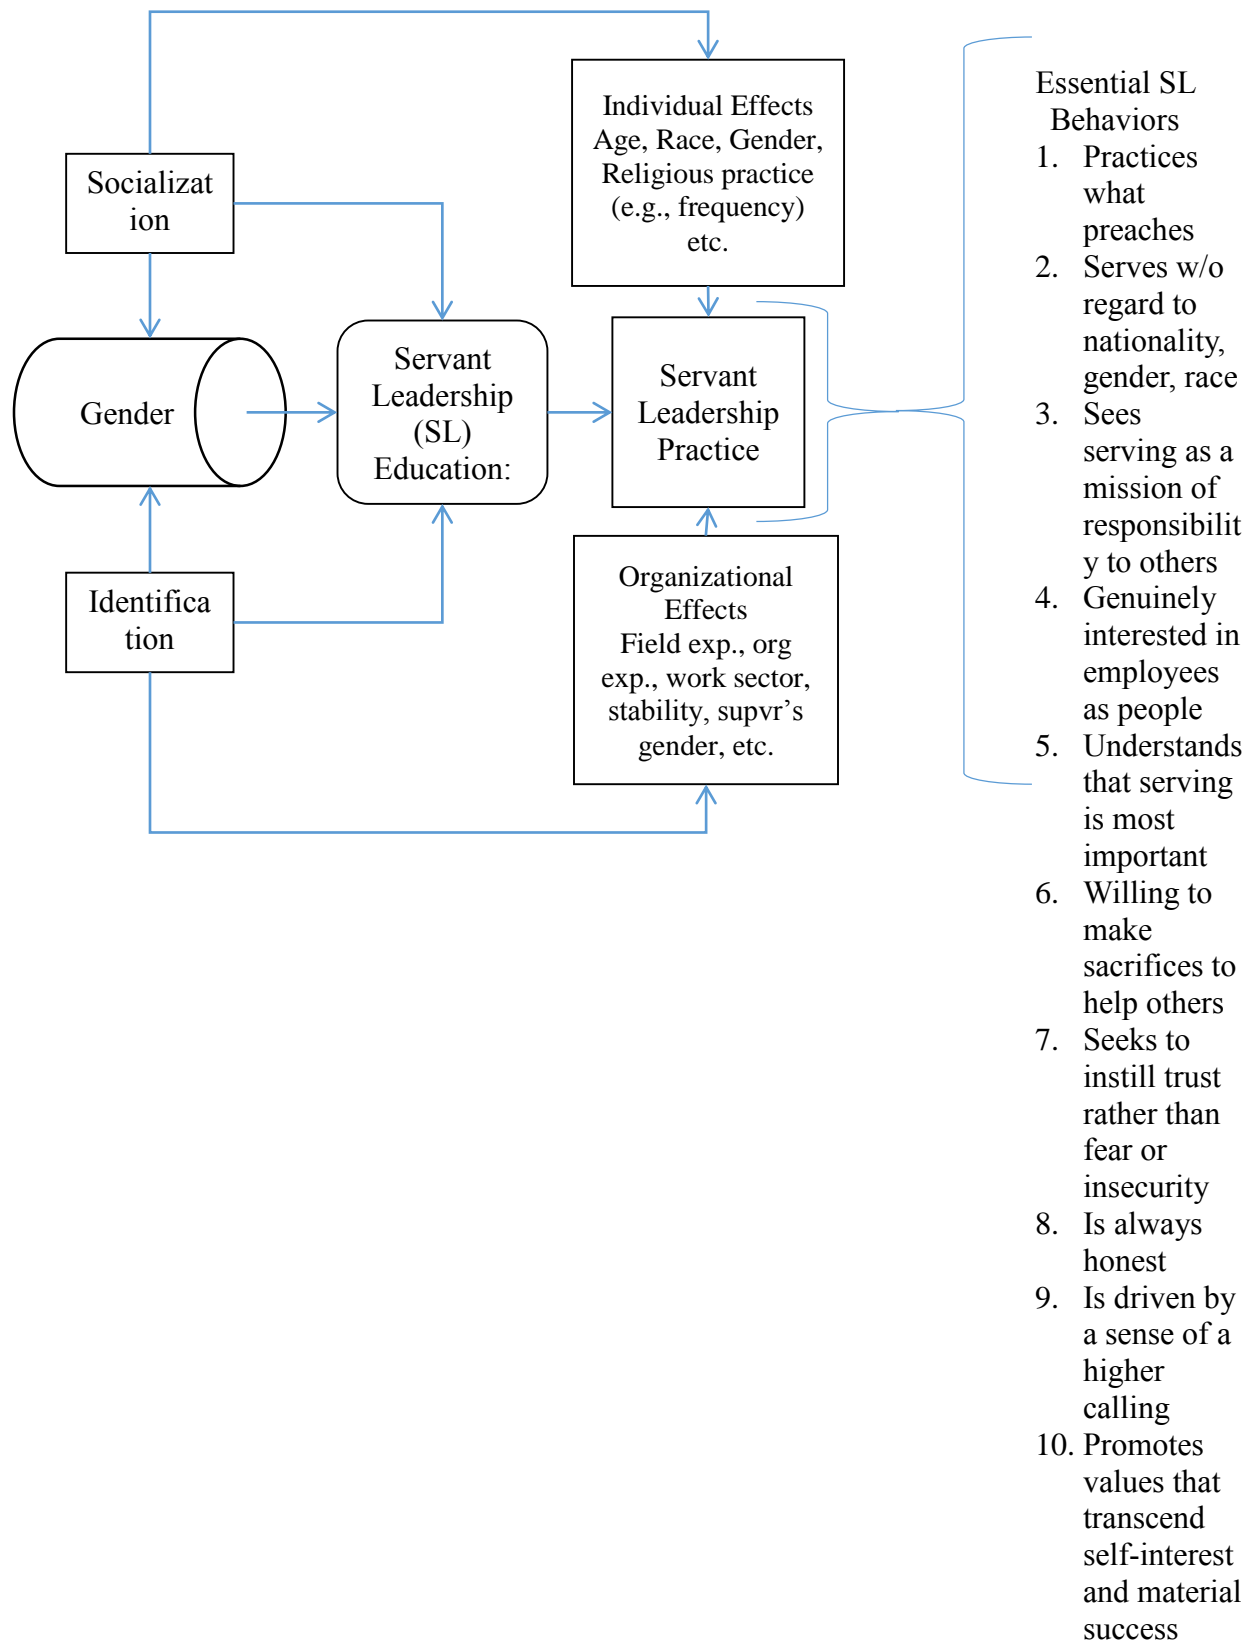 Individual Effects
Age, Race, Gender,
Religious practice
(e.g., frequency)
etc.
Socializat
ion
Gender
Servant
Leadership
(SL)
Education:
Servant
Leadership
Practice
Identifica
tion
Organizational
Effects
Field exp., org
exp., work sector,
stability, supvr's
gender, etc.
Essential SL
Behaviors
1. Practices
what
preaches
2. Serves w/o
regard to
nationality,
gender, race
3. Sees
serving as a
mission of
responsibilit
y to others
4. Genuinely
interested in
employees
as people
5. Understands
that serving
is most
important
6. Willing to
make
sacrifices to
help others
7. Seeks to
instill trust
rather than
fear or
insecurity
8. Is always
honest
9. Is driven by
a sense of a
higher
calling
10. Promotes
values that
transcend
self-interest
and material
success